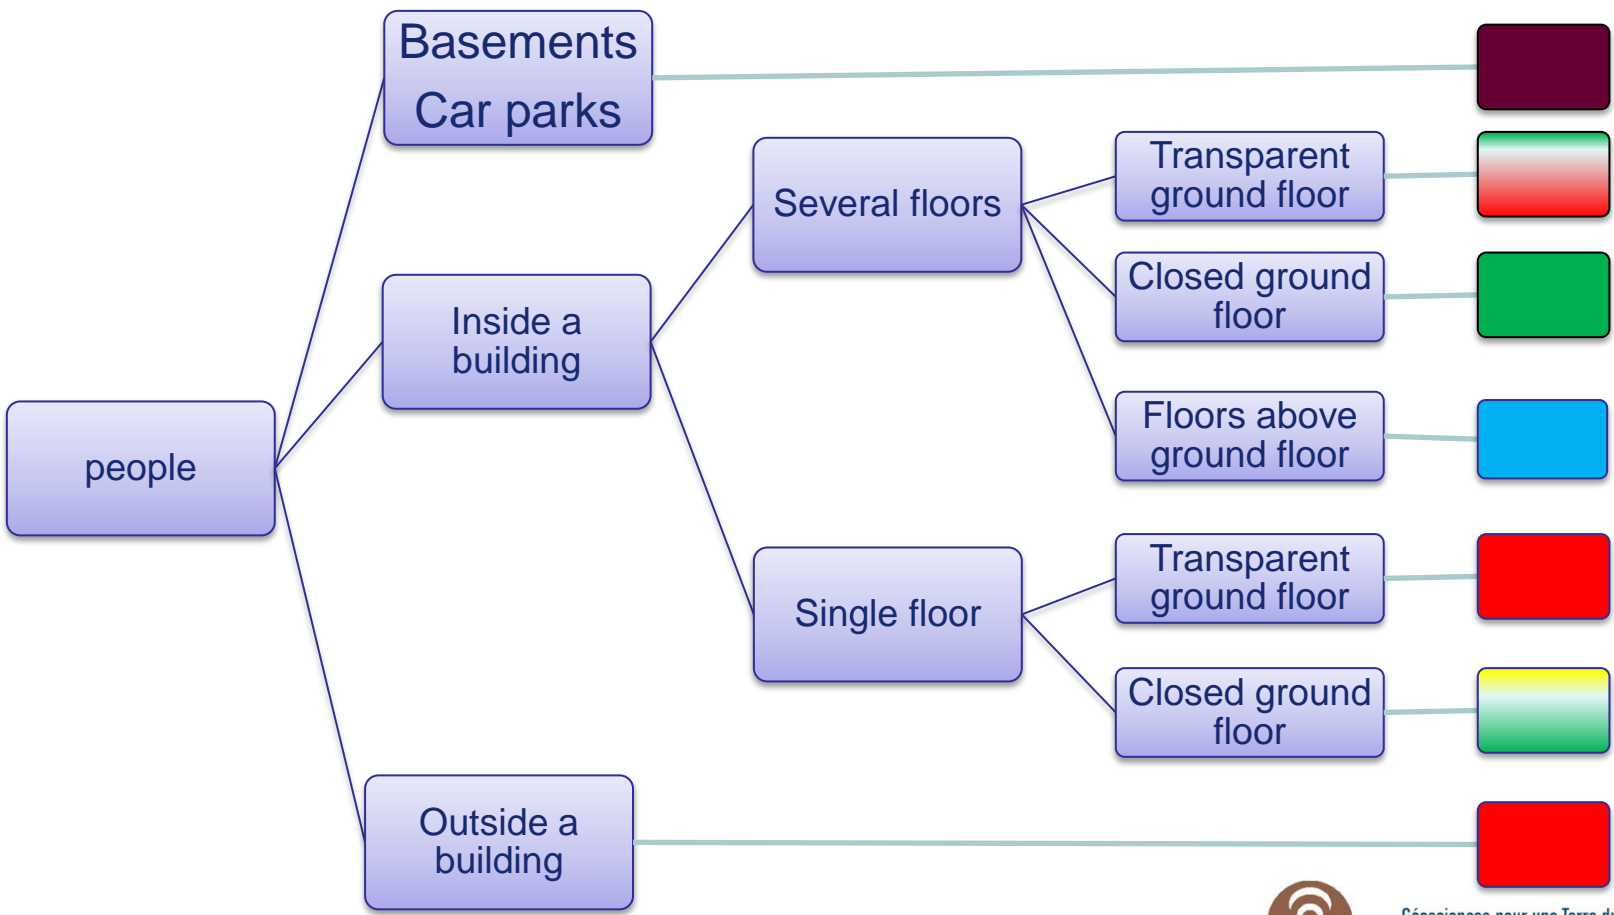 Basements
Car parks
Several floors
Transparent
ground floor
Closed ground
floor
Inside a
building
Floors above
ground floor
people
Transparent
ground floor
Single floor
Closed ground
floor
Outside a
building